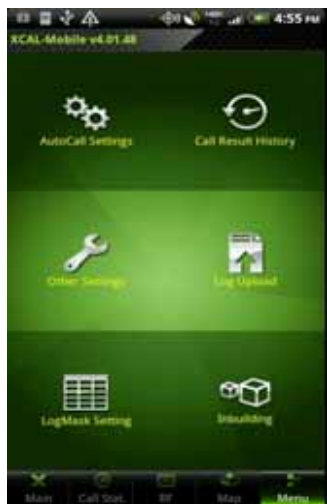 4:55 PM
XCAL-Mobile v4.01.48
AutoCall Settings
Call Result History
Other Settings
Log Upload
LogMask Setting
Inbuilding
Main
Call Stat.
RF
Map
Menu